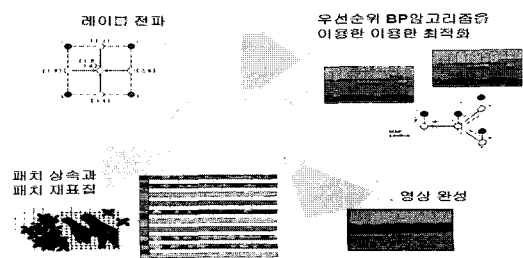 레이블 전파
우선순위 BP알고리즘을
이용한 이용한 최적화
패치 상속과
패치 재표집
영상 완성